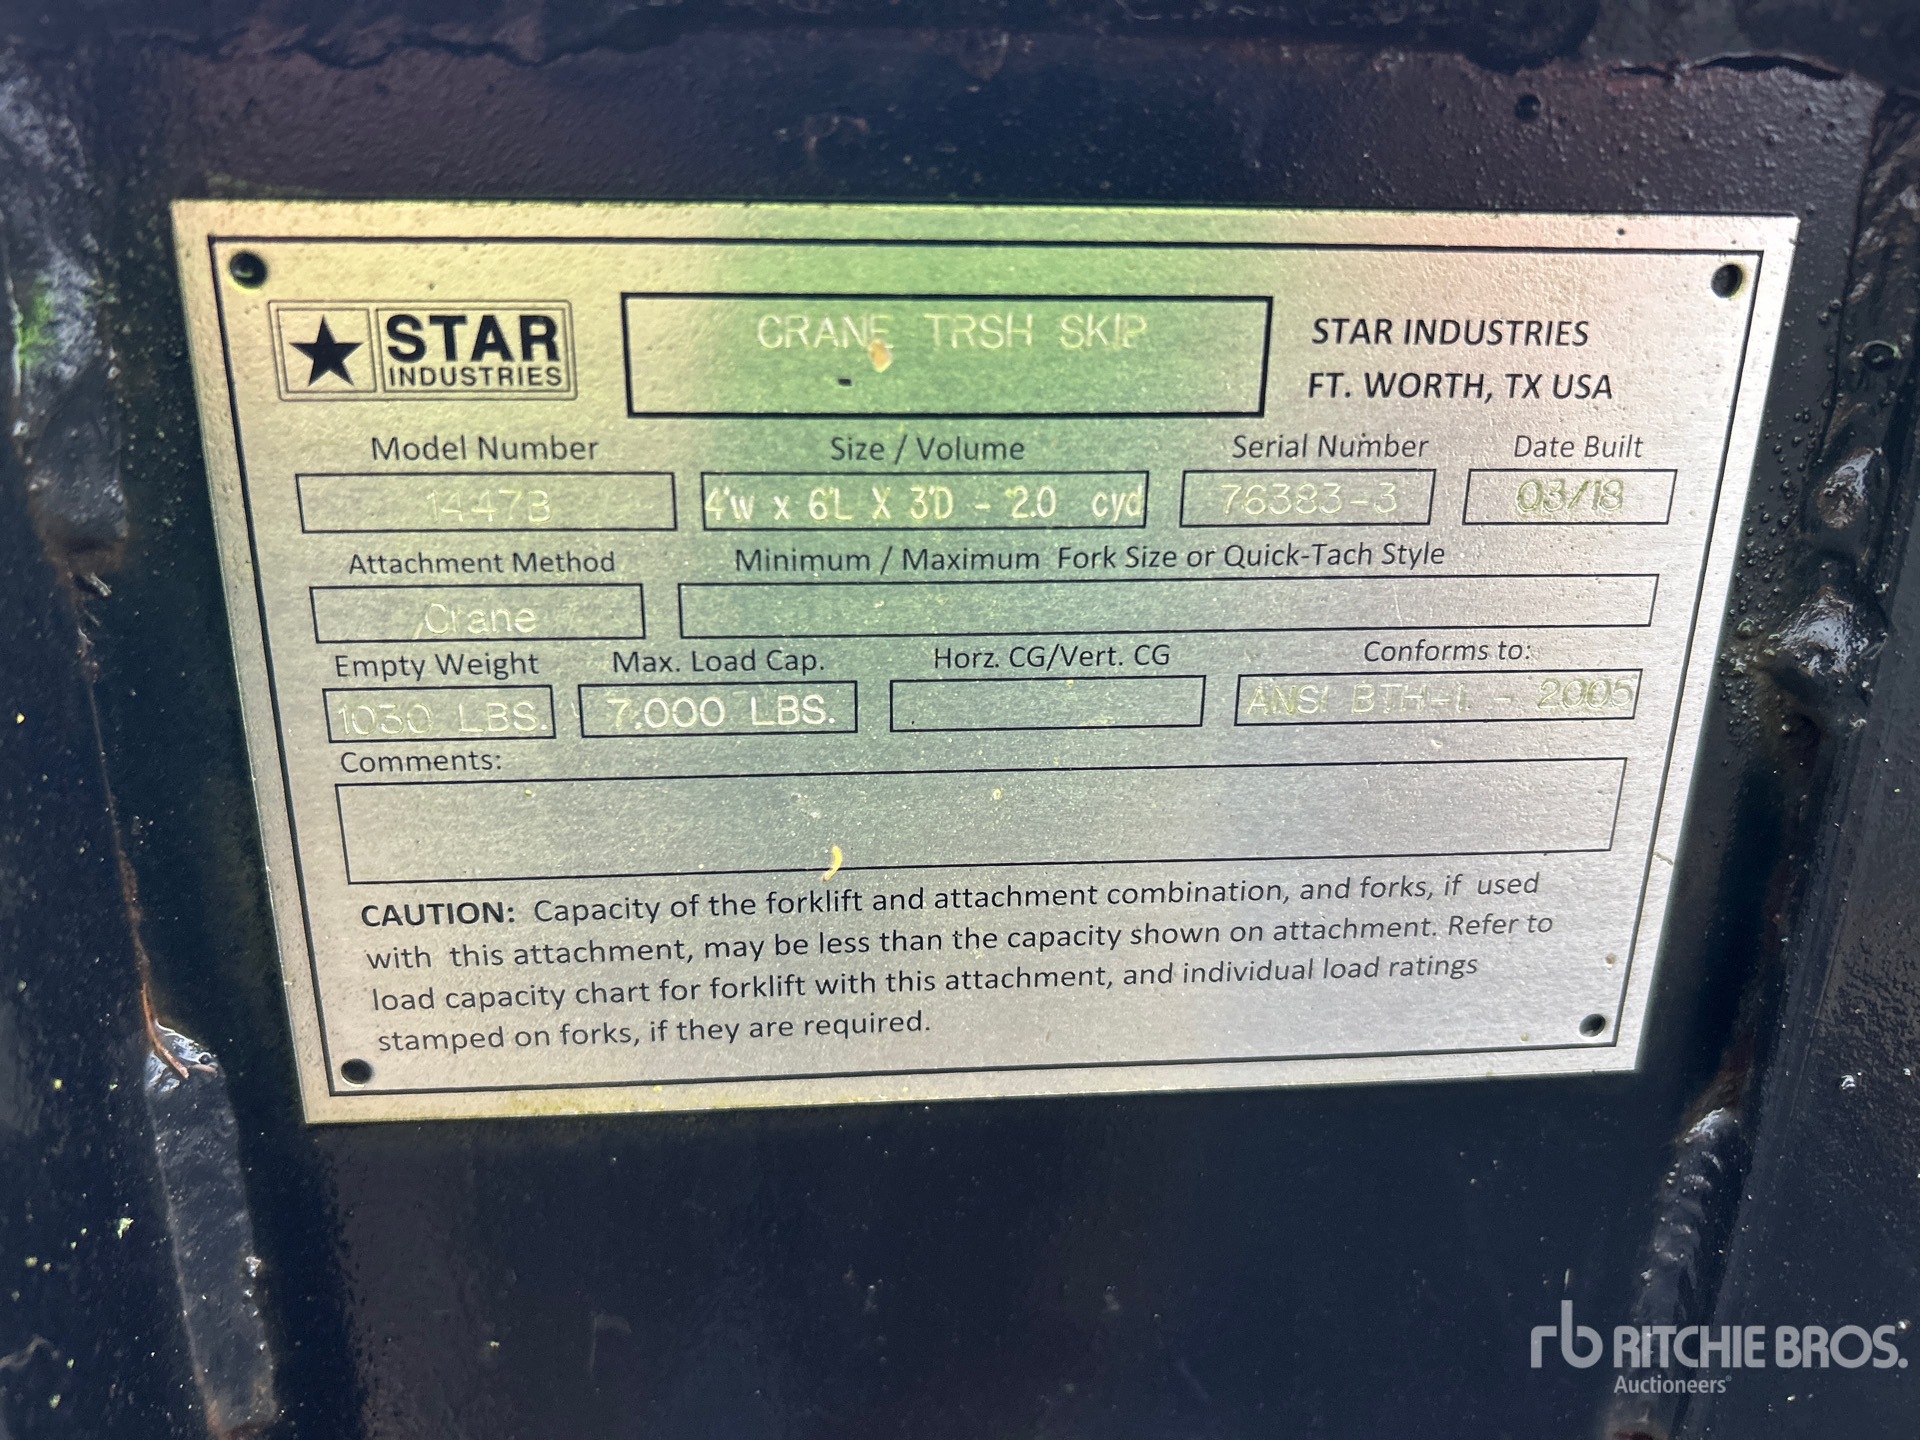 STAR
INDUSTRIES
CRANE TRSH SKIP
STAR INDUSTRIES
FT. WORTH, TX USA
Model Number
Size / Volume
Serial Number
Date Built
1447B
4'W x 6'L X 3'D - 2.0 cyd
76383-3
03/18
Attachment Method
Minimum / Maximum Fork Size or Quick-Tach Style
Crane
Empty Weight
Max. Load Cap.
Horz. CG/Vert. CG
Conforms to:
1030 LBS.
7,000 LBS.
ANSI BTH-1 - 2005
Comments:
CAUTION: Capacity of the forklift and attachment combination, and forks, if used
with this attachment, may be less than the capacity shown on attachment. Refer to
load capacity chart for forklift with this attachment, and individual load ratings
stamped on forks, if they are required.
rb RITCHIE BROS.
Auctioneers